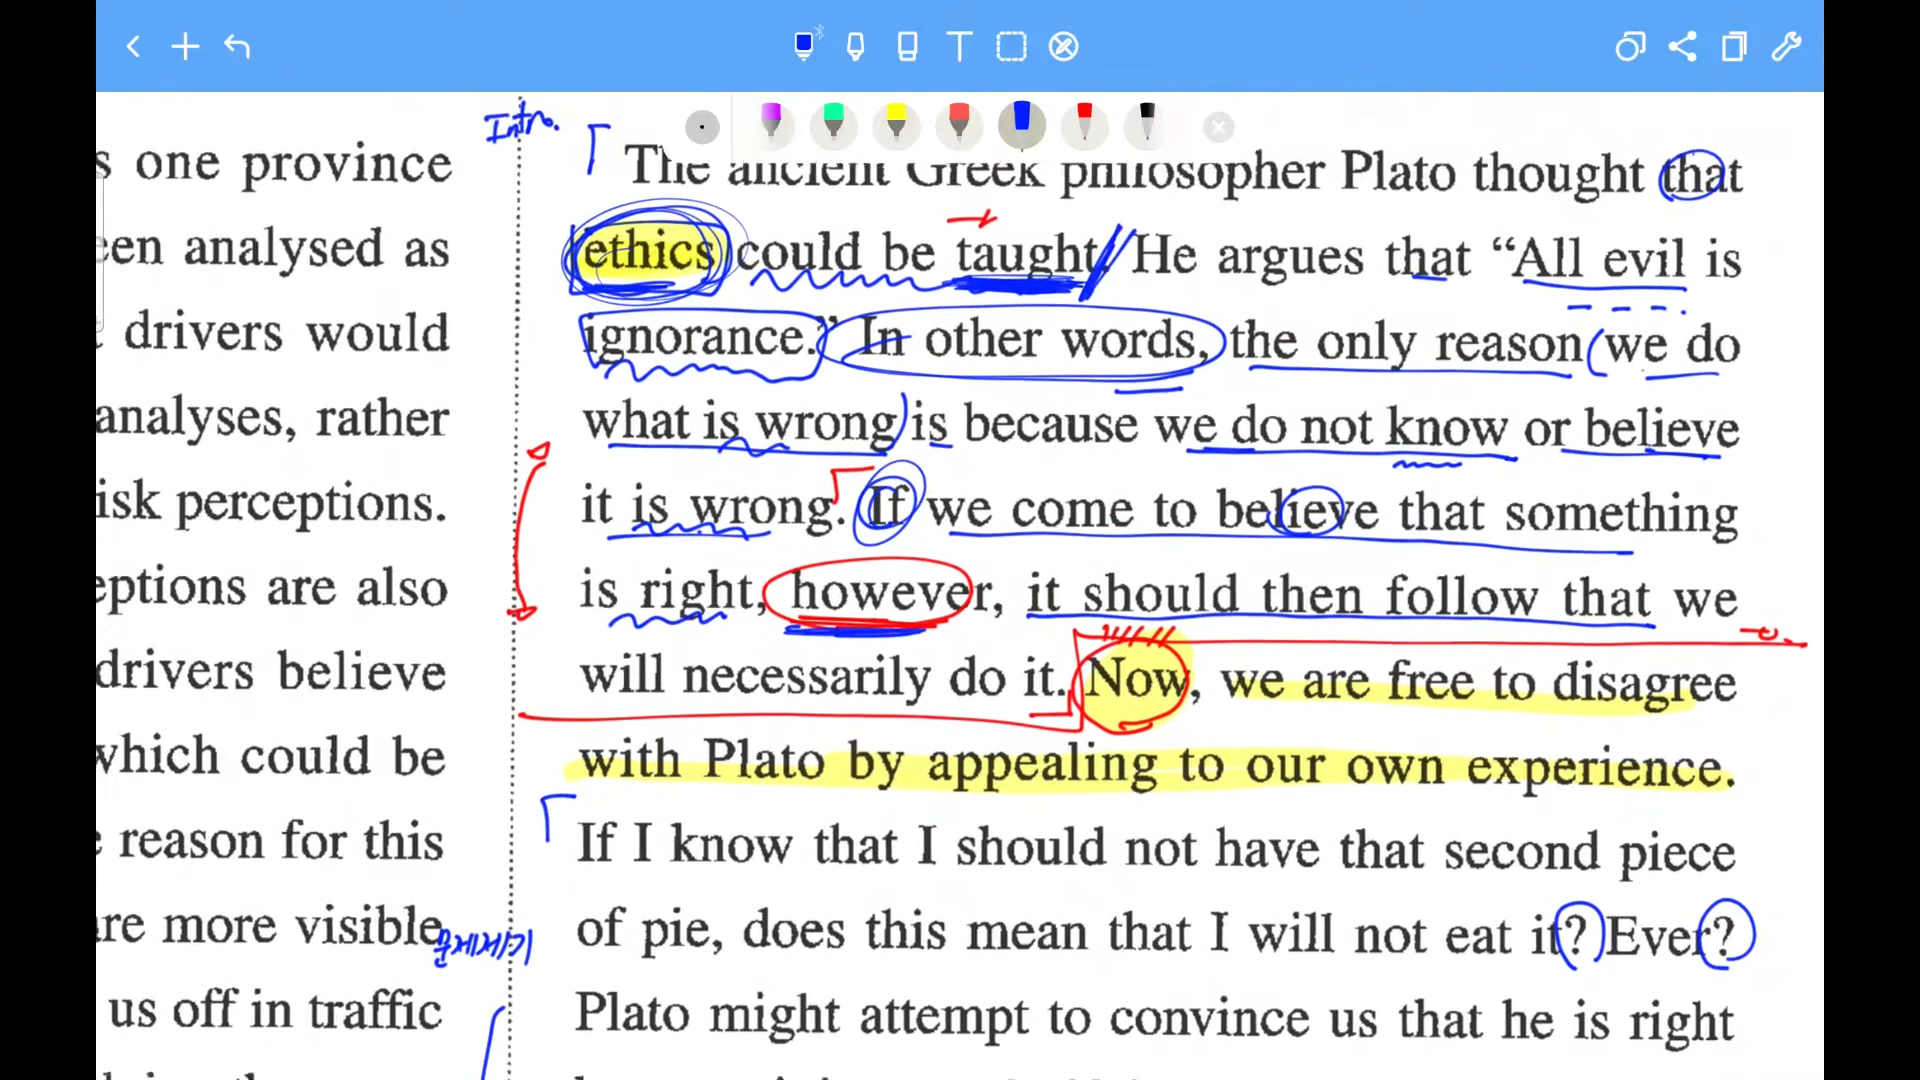 Intro.
s one province
een analysed as
drivers would
analyses, rather
isk perceptions.
eptions are also
drivers believe
which could be
reason for this
re more visible
문제제기
us off in traffic
The ancient Greek philosopher Plato thought that
ethics could be taught. He argues that “All evil is
ignorance.” In other words, the only reason we do
what is wrong is because we do not know or believe
it is wrong. If we come to believe that something
is right, however, it should then follow that we
will necessarily do it. Now, we are free to disagree
with Plato by appealing to our own experience.
If I know that I should not have that second piece
of pie, does this mean that I will not eat it? Ever?
Plato might attempt to convince us that he is right